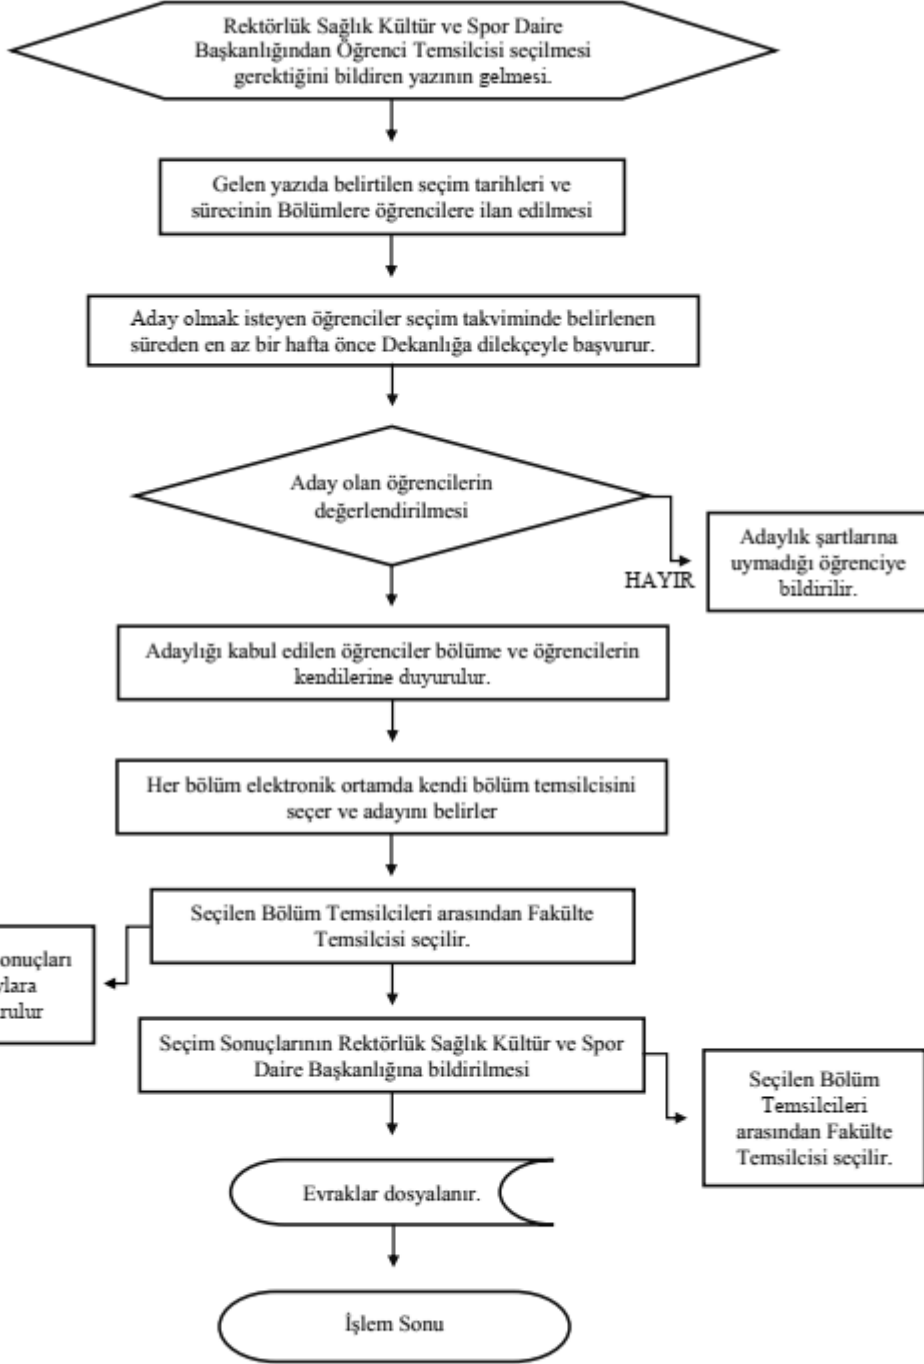 Rektörlük Sağlık Kültür ve Spor Daire
Başkanlığından Öğrenci Temsilcisi seçilmesi
gerektiğini bildiren yazının gelmesi.
Gelen yazıda belirtilen seçim tarihleri ve
sürecinin Bölümlere öğrencilere ilan edilmesi
Aday olmak isteyen öğrenciler seçim takviminde belirlenen
süreden en az bir hafta önce Dekanlığa dilekçeyle başvurur.
Aday olan öğrencilerin
değerlendirilmesi
HAYIR
Adaylık şartlarına
uymadığı öğrenciye
bildirilir.
Adaylığı kabul edilen öğrenciler bölüme ve öğrencilerin
kendilerine duyurulur.
Her bölüm elektronik ortamda kendi bölüm temsilcisini
seçer ve adayını belirler
Seçilen Bölüm Temsilcileri arasından Fakülte
Temsilcisi seçilir.
Seçim Sonuçlarının Rektörlük Sağlık Kültür ve Spor
Daire Başkanlığına bildirilmesi
Seçilen Bölüm
Temsilcileri
arasından Fakülte
Temsilcisi seçilir.
Evraklar dosyalanır.
İşlem Sonu